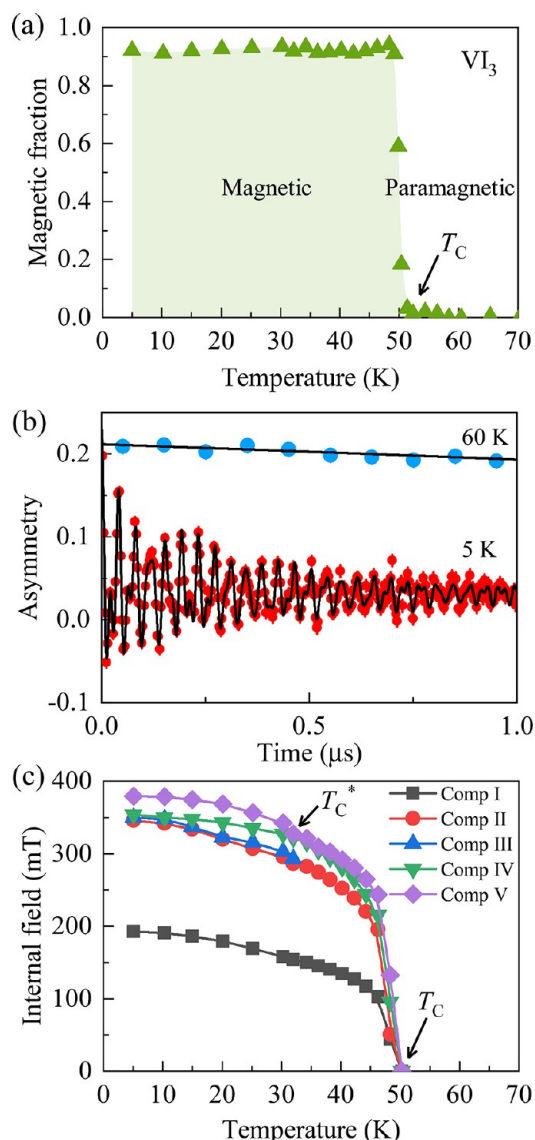 (a)
1.0
0.8
0.6
0.4
0.2
0.0
Magnetic fraction
VI₃
Magnetic
Paramagnetic
T_C
0 10 20 30 40 50 60 70
Temperature (K)
(b)
0.2
0.1
0.0
-0.1
Asymmetry
60 K
5 K
0.0 0.5 1.0
Time (μs)
(c)
400
300
200
100
0
Internal field (mT)
T_C*
Comp I
Comp II
Comp III
Comp IV
Comp V
T_C
0 10 20 30 40 50 60 70
Temperature (K)